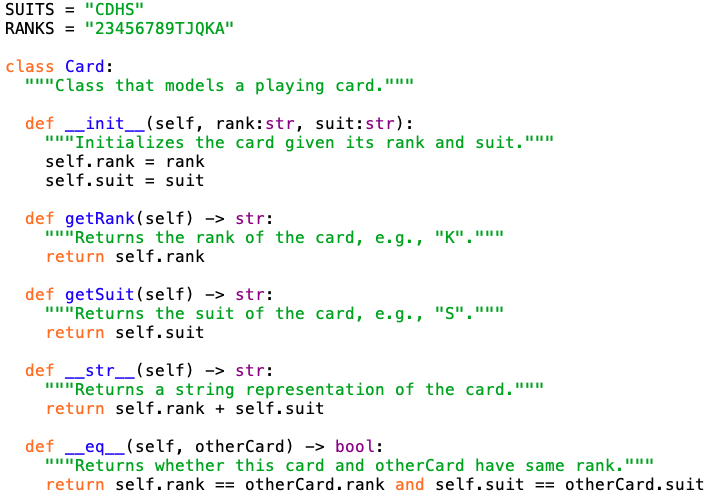 SUITS = "CDHS"
RANKS = "23456789TJQKA"

class Card:
  """Class that models a playing card."""

  def __init__(self, rank:str, suit:str):
    """Initializes the card given its rank and suit."""
    self.rank = rank
    self.suit = suit

  def getRank(self) -> str:
    """Returns the rank of the card, e.g., "K"."""
    return self.rank

  def getSuit(self) -> str:
    """Returns the suit of the card, e.g., "S"."""
    return self.suit

  def __str__(self) -> str:
    """Returns a string representation of the card."""
    return self.rank + self.suit

  def __eq__(self, otherCard) -> bool:
    """Returns whether this card and otherCard have same rank."""
    return self.rank == otherCard.rank and self.suit == otherCard.suit